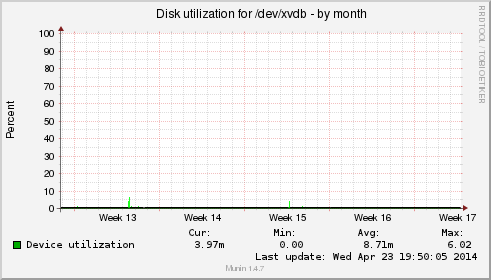 Disk utilization for /dev/xvdb - by month
RRDTOOL / TOBI OETIKER
Percent
100
90
80
70
60
50
40
30
20
10
0
Week 13 Week 14 Week 15 Week 16 Week 17
Cur: Min: Avg: Max:
Device utilization 3.97m 0.00 8.71m 6.02
Last update: Wed Apr 23 19:50:05 2014
Munin 1.4.7